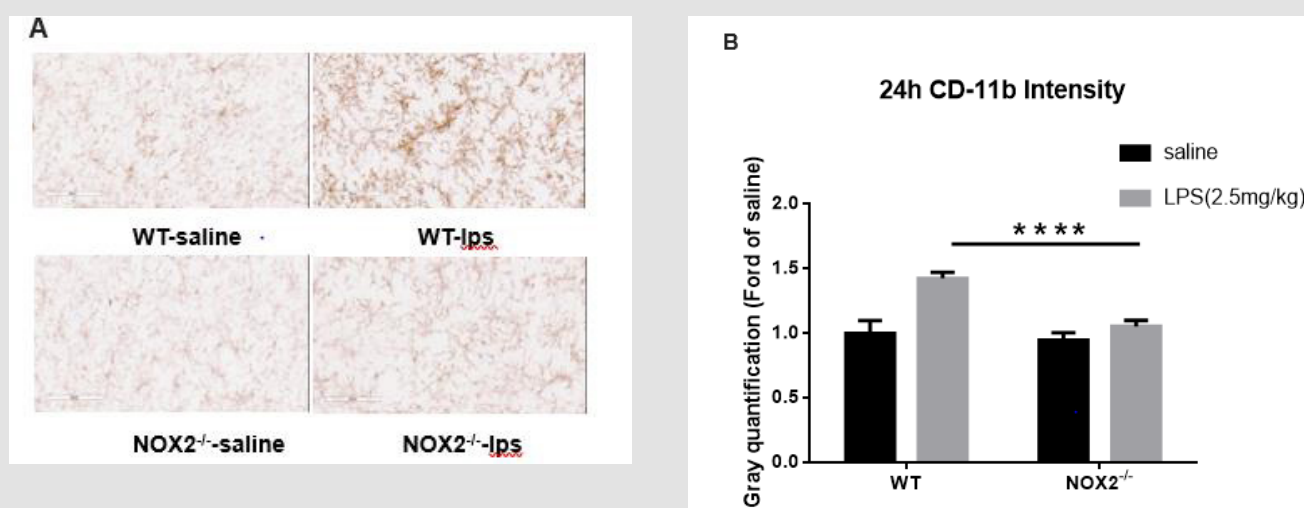 A
WT-saline
WT-lps
NOX2-/--saline
NOX2-/--lps
B
24h CD-11b Intensity
saline
LPS(2.5mg/kg)
Gray quantification (Ford of saline)
2.0
1.5
1.0
0.5
0.0
****
WT
NOX2-/-